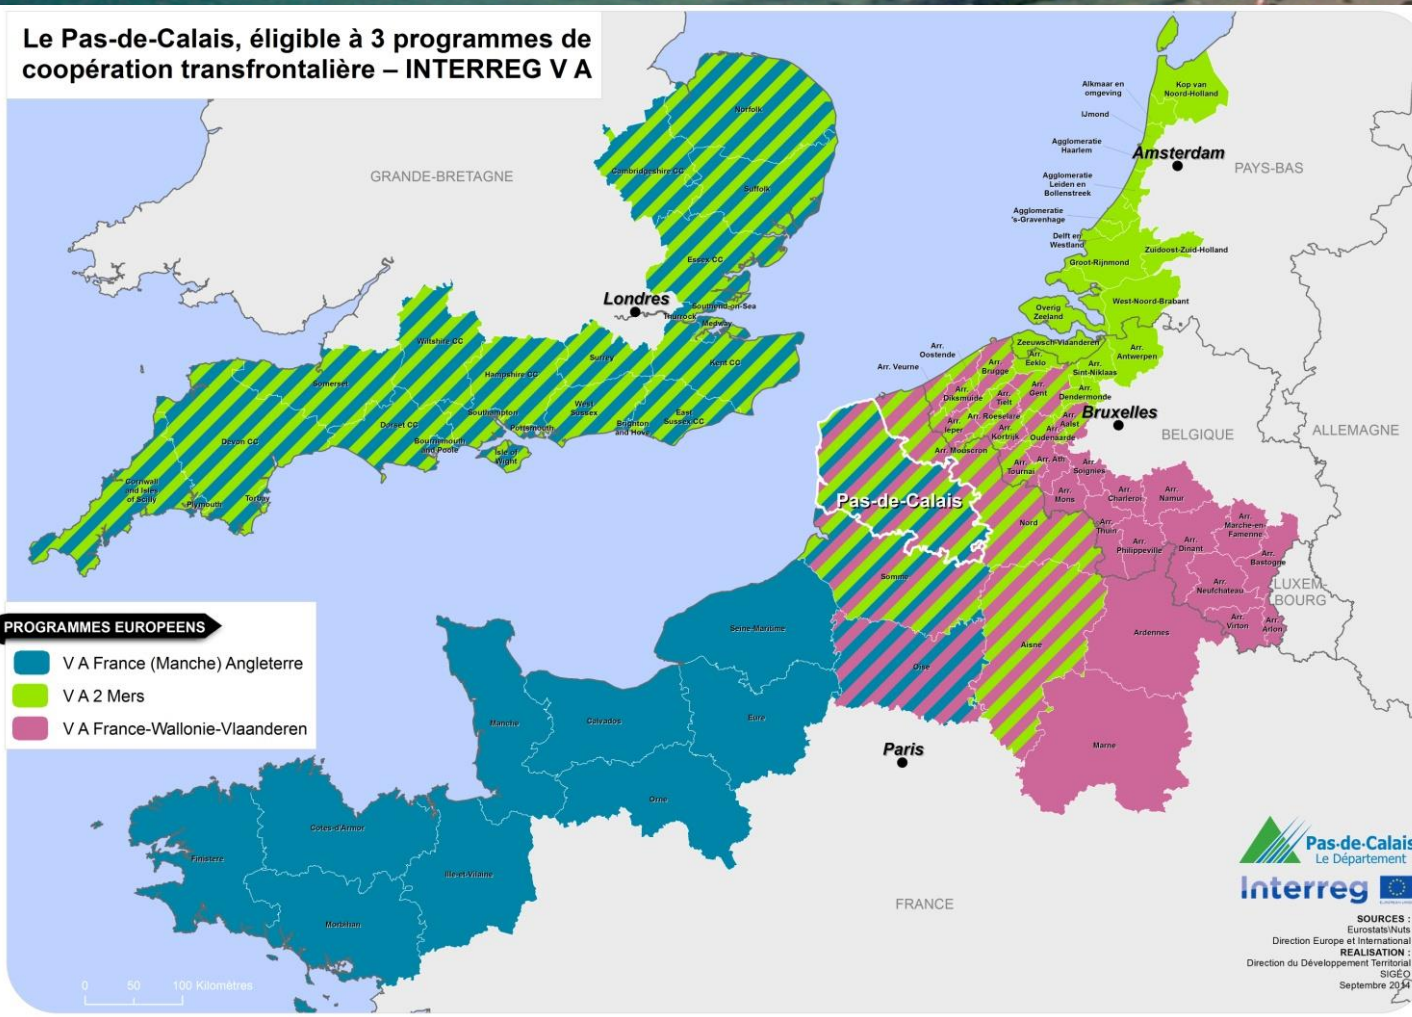 Le Pas-de-Calais, éligible à 3 programmes de
coopération transfrontalière – INTERREG V A
GRANDE-BRETAGNE
Norfolk
Cambridgeshire CC
Suffolk
Essex CC
Londres
Southend-on-Sea
Thurrock
Medway
Wiltshire CC
Surrey
Kent CC
Hampshire CC
Somerset
West
Sussex
East
Sussex CC
Southampton
Portsmouth
Brighton
and Hove
Dorset CC
Bournemouth
and Poole
Isle of
Wight
Devon CC
Cornwall
and Isles
of Scilly
Plymouth
Torbay
Alkmaar en
omgeving
Kop van
Noord-Holland
IJmond
Agglomeratie
Haarlem
Amsterdam
PAYS-BAS
Agglomeratie
Leiden en
Bollenstreek
Agglomeratie
's-Gravenhage
Delft en
Westland
Zuidoost-Zuid-Holland
Groot-Rijnmond
West-Noord-Brabant
Overig
Zeeland
Zeeuwsch-Vlaanderen
Arr.
Oostende
Arr. Veurne
Arr.
Brugge
Arr.
Eeklo
Arr.
Antwerpen
Arr.
Sint-Niklaas
Arr.
Diksmuide
Arr.
Tielt
Arr.
Gent
Arr.
Dendermonde
Bruxelles
Arr.
Ieper
Arr. Roeselare
Arr.
Aalst
Arr.
Kortrijk
Arr.
Oudenaarde
Arr. Mouscron
BELGIQUE
ALLEMAGNE
Arr.
Tournai
Arr. Ath
Arr.
Soignies
Arr.
Mons
Arr.
Charleroi
Arr.
Namur
Arr.
Thuin
Arr.
Philippeville
Arr.
Dinant
Arr.
Marche-en-
Famenne
Arr.
Bastogne
Arr.
Neufchateau
Arr.
Virton
Arr.
Arlon
LUXEM-
BOURG
Pas-de-Calais
Nord
Somme
Aisne
Ardennes
Oise
Marne
Seine-Maritime
Manche
Calvados
Eure
Orne
Paris
Finistere
Cotes-d'Armor
Ille-et-Vilaine
Morbihan
FRANCE
PROGRAMMES EUROPEENS
V A France (Manche) Angleterre
V A 2 Mers
V A France-Wallonie-Vlaanderen
0 50 100 Kilomètres
Pas-de-Calais
Le Département
Interreg
SOURCES :
Eurostats\Nuts
Direction Europe et International
REALISATION :
Direction du Développement Territorial
SIGÉO
Septembre 2014